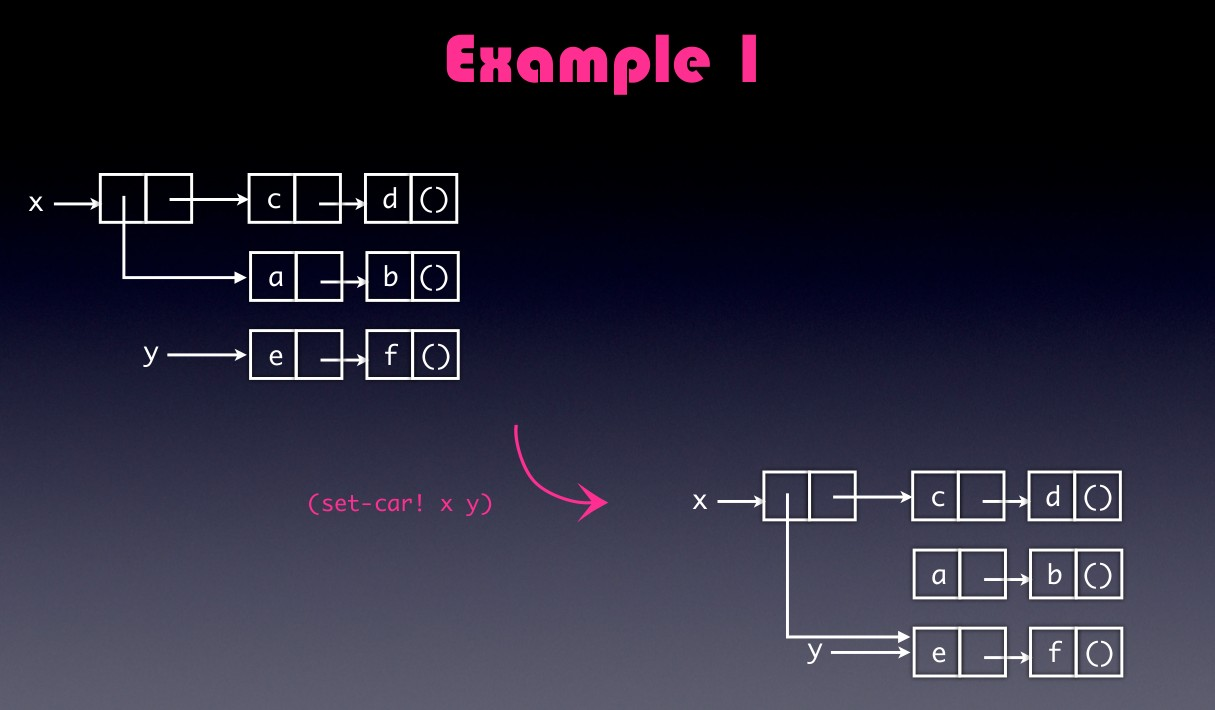 Example 1
x c d ()
a b ()
y e f ()
(set-car! x y)
x c d ()
a b ()
y e f ()